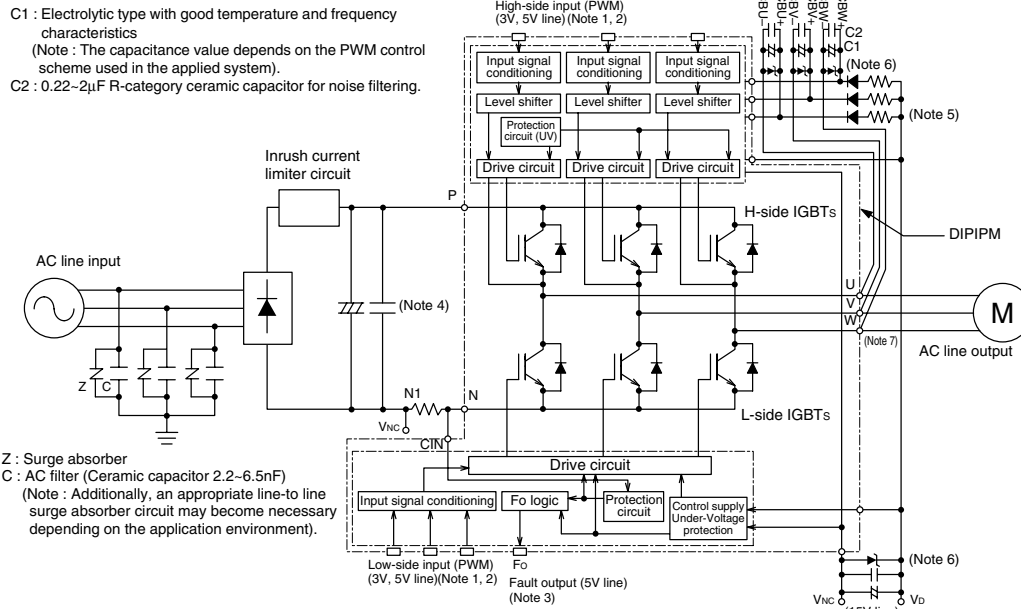 C1 : Electrolytic type with good temperature and frequency
characteristics
(Note : The capacitance value depends on the PWM control
scheme used in the applied system).
C2 : 0.22~2μF R-category ceramic capacitor for noise filtering.
High-side input (PWM)
(3V, 5V line) (Note 1, 2)
BU-
BU+
BV-
BV+
BW-
BW+
C2
C1
(Note 6)
(Note 5)
Input signal
conditioning
Input signal
conditioning
Input signal
conditioning
Level shifter
Level shifter
Level shifter
Protection
circuit (UV)
Drive circuit
Drive circuit
Drive circuit
Inrush current
limiter circuit
P
H-side IGBTs
DIPIPM
AC line input
(Note 4)
U
V
W
(Note 7)
M
AC line output
Z
C
N1
N
VNC
CIN
L-side IGBTs
Z : Surge absorber
C : AC filter (Ceramic capacitor 2.2~6.5nF)
(Note : Additionally, an appropriate line-to line
surge absorber circuit may become necessary
depending on the application environment).
Drive circuit
Input signal conditioning
Fo logic
Protection
circuit
Control supply
Under-Voltage
protection
Low-side input (PWM)
(3V, 5V line)(Note 1, 2)
FO
Fault output (5V line)
(Note 3)
(Note 6)
VNC
(15V line)
VD